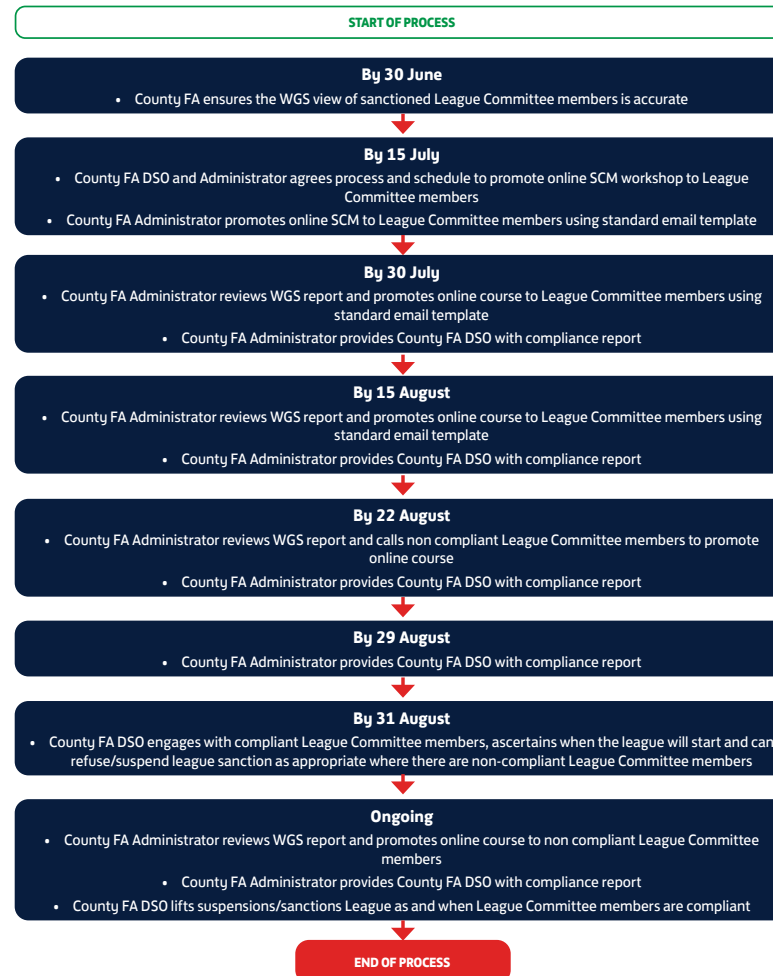 START OF PROCESS
By 30 June
• County FA ensures the WGS view of sanctioned League Committee members is accurate
By 15 July
• County FA DSO and Administrator agrees process and schedule to promote online SCM workshop to League
Committee members
• County FA Administrator promotes online SCM to League Committee members using standard email template
By 30 July
• County FA Administrator reviews WGS report and promotes online course to League Committee members using
standard email template
• County FA Administrator provides County FA DSO with compliance report
By 15 August
• County FA Administrator reviews WGS report and promotes online course to League Committee members using
standard email template
• County FA Administrator provides County FA DSO with compliance report
By 22 August
• County FA Administrator reviews WGS report and calls non compliant League Committee members to promote
online course
• County FA Administrator provides County FA DSO with compliance report
By 29 August
• County FA Administrator provides County FA DSO with compliance report
By 31 August
• County FA DSO engages with compliant League Committee members, ascertains when the league will start and can
refuse/suspend league sanction as appropriate where there are non-compliant League Committee members
Ongoing
• County FA Administrator reviews WGS report and promotes online course to non compliant League Committee
members
• County FA Administrator provides County FA DSO with compliance report
• County FA DSO lifts suspensions/sanctions League as and when League Committee members are compliant
END OF PROCESS